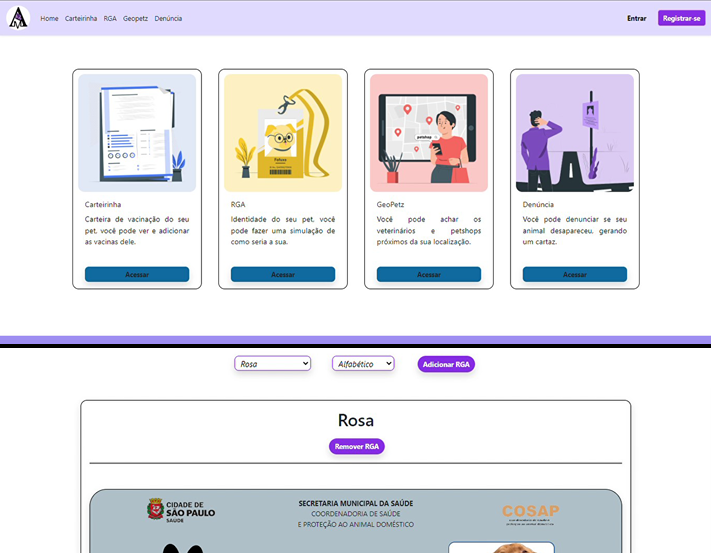 Home Carteirinha RGA Geopetz Denúncia Entrar Registrar-se
petshop
Carteirinha
Carteira de vacinação do seu
pet, você pode ver e adicionar
as vacinas dele.
Acessar
RGA
Identidade do seu pet, você
pode fazer uma simulação de
como seria a sua.
Acessar
GeoPetz
Você pode achar os
veterinários e petshops
próximos da sua localização.
Acessar
Denúncia
Você pode denunciar se seu
animal desapareceu, gerando
um cartaz.
Acessar
Rosa Alfabético Adicionar RGA
Rosa
Remover RGA
CIDADE DE
SÃO PAULO
SAÚDE
SECRETARIA MUNICIPAL DA SAÚDE
COORDENADORIA DE SAÚDE
E PROTEÇÃO AO ANIMAL DOMÉSTICO
COSAP